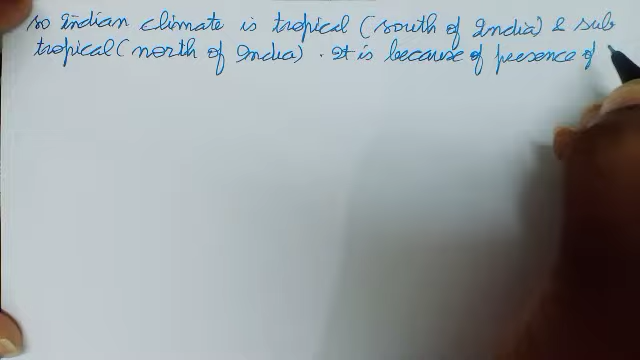 so Indian climate is tropical (south of India) & sub
tropical (north of India). It is because of presence of